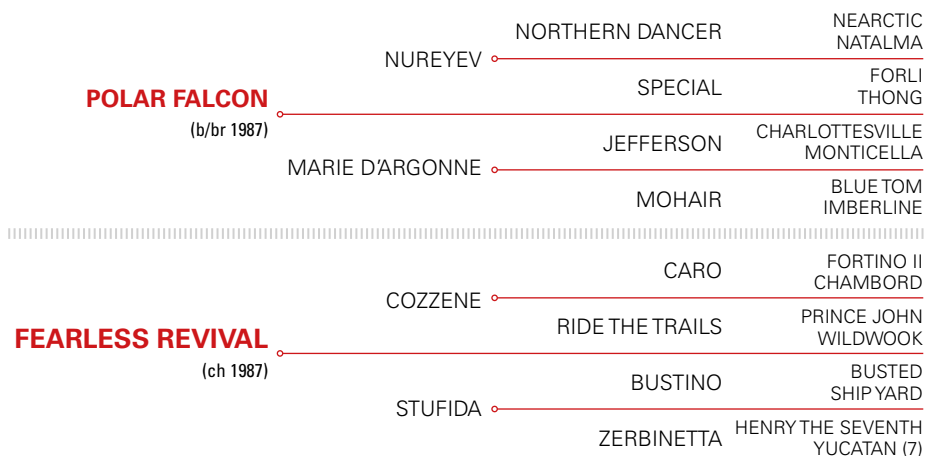 NEARCTIC
NORTHERN DANCER
NATALMA
NUREYEV
FORLI
SPECIAL
THONG
POLAR FALCON
(b/br 1987)
CHARLOTTESVILLE
JEFFERSON
MONTICELLA
MARIE D'ARGONNE
BLUE TOM
MOHAIR
IMBERLINE
FORTINO II
CARO
CHAMBORD
COZZENE
PRINCE JOHN
RIDE THE TRAILS
WILDWOOK
FEARLESS REVIVAL
(ch 1987)
BUSTED
BUSTINO
SHIP YARD
STUFIDA
HENRY THE SEVENTH
ZERBINETTA
YUCATAN (7)